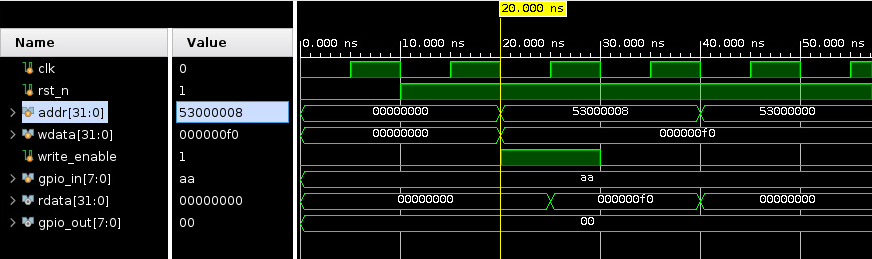 20.000 ns
Name Value 0.000 ns 10.000 ns 20.000 ns 30.000 ns 40.000 ns 50.000 ns
clk 0
rst_n 1
addr[31:0] 53000008 00000000 53000008 53000000
wdata[31:0] 000000f0 00000000 000000f0
write_enable 1
gpio_in[7:0] aa aa
rdata[31:0] 00000000 00000000 000000f0 00000000
gpio_out[7:0] 00 00